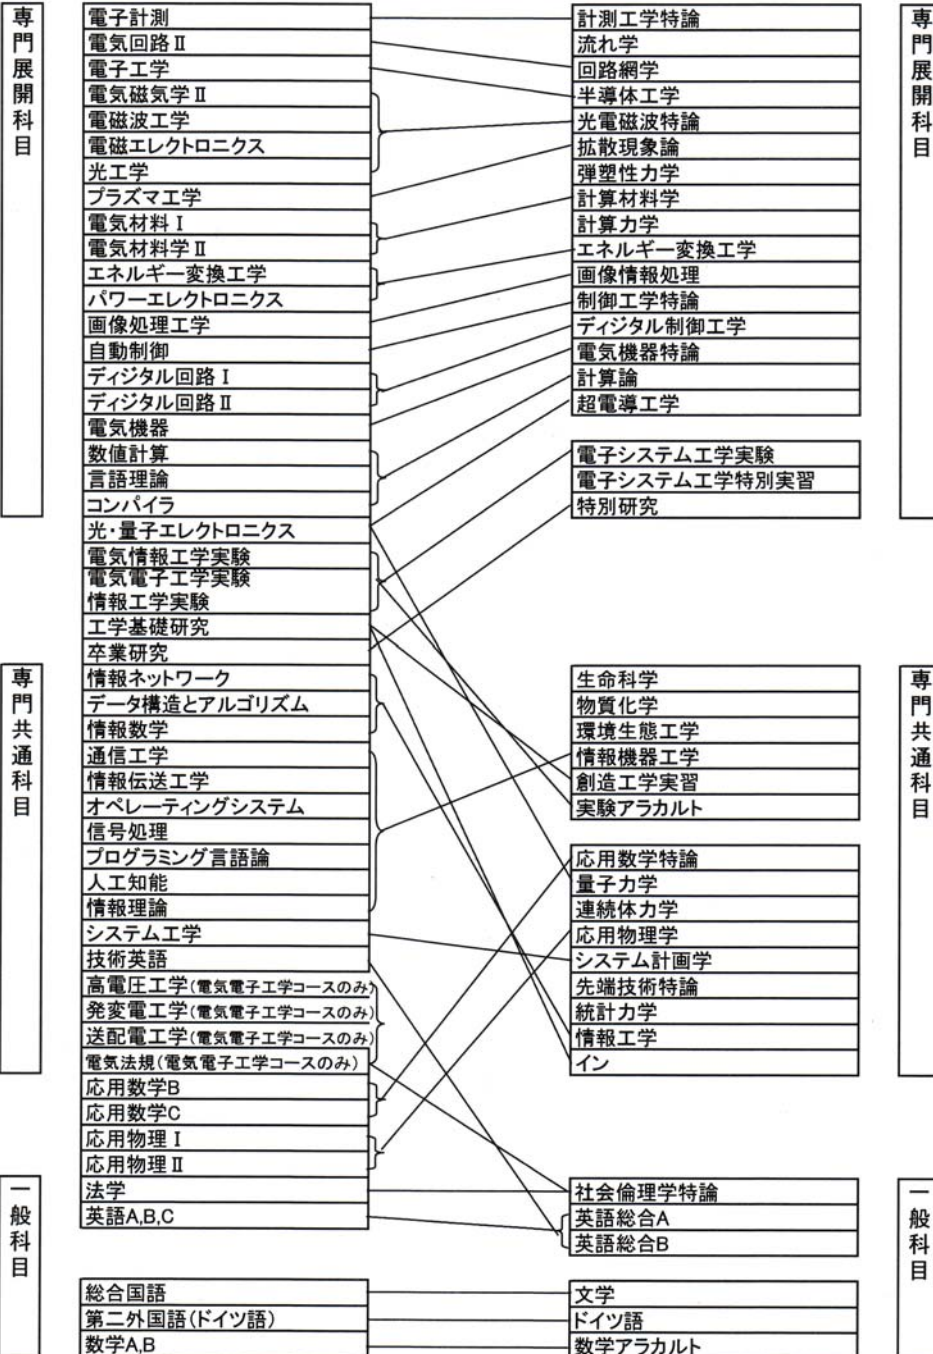 専門展開科目
電子計測
電気回路Ⅱ
電子工学
電気磁気学Ⅱ
電磁波工学
電磁エレクトロニクス
光工学
プラズマ工学
電気材料Ⅰ
電気材料学Ⅱ
エネルギー変換工学
パワーエレクトロニクス
画像処理工学
自動制御
ディジタル回路Ⅰ
ディジタル回路Ⅱ
電気機器
数値計算
言語理論
コンパイラ
光・量子エレクトロニクス
電気情報工学実験
電気電子工学実験
情報工学実験
工学基礎研究
卒業研究
専門共通科目
情報ネットワーク
データ構造とアルゴリズム
情報数学
通信工学
情報伝送工学
オペレーティングシステム
信号処理
プログラミング言語論
人工知能
情報理論
システム工学
技術英語
高電圧工学(電気電子工学コースのみ)
発変電工学(電気電子工学コースのみ)
送配電工学(電気電子工学コースのみ)
電気法規(電気電子工学コースのみ)
応用数学B
応用数学C
応用物理Ⅰ
応用物理Ⅱ
一般科目
法学
英語A,B,C
総合国語
第二外国語(ドイツ語)
数学A,B
計測工学特論
流れ学
回路網学
半導体工学
光電磁波特論
拡散現象論
弾塑性力学
計算材料学
計算力学
エネルギー変換工学
画像情報処理
制御工学特論
ディジタル制御工学
電気機器特論
計算論
超電導工学
電子システム工学実験
電子システム工学特別実習
特別研究
生命科学
物質化学
環境生態工学
情報機器工学
創造工学実習
実験アラカルト
応用数学特論
量子力学
連続体力学
応用物理学
システム計画学
先端技術特論
統計力学
情報工学
イン
社会倫理学特論
英語総合A
英語総合B
文学
ドイツ語
数学アラカルト
専門展開科目
専門共通科目
一般科目